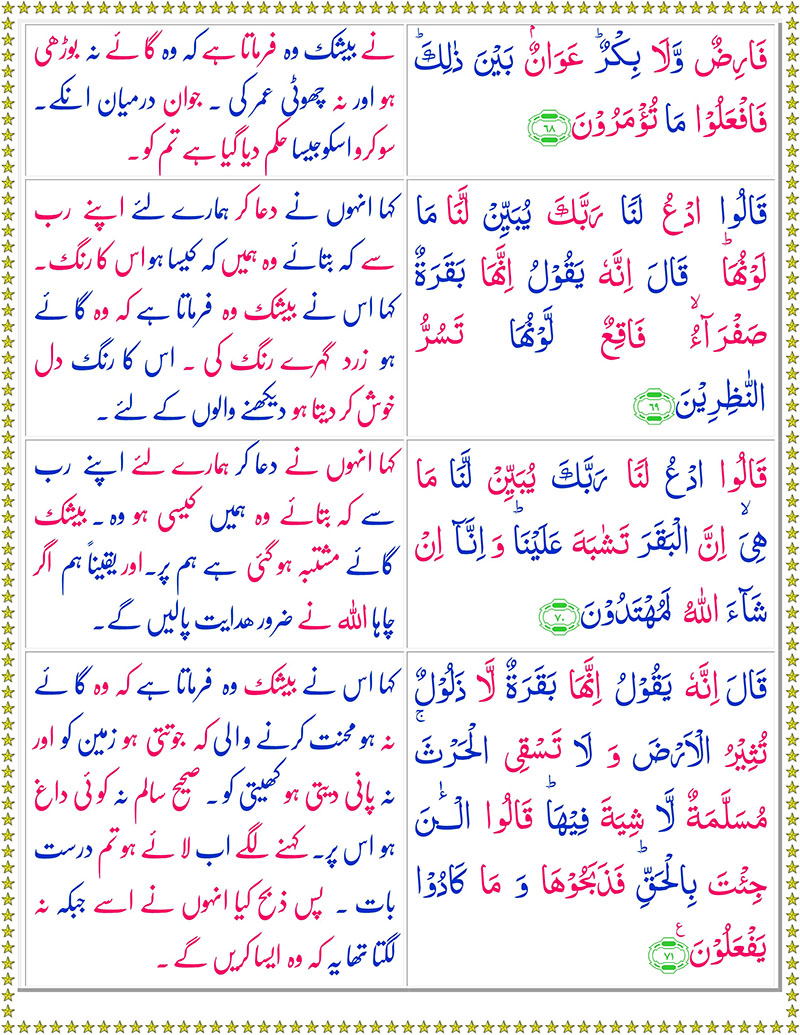 فَارِضٌ وَّلَا بِكْرٌ ؕ عَوَانٌۢ بَيْنَ ذٰلِكَ ؕ
فَافْعَلُوْا مَا تُؤْمَرُوْنَ ﴿۶۸﴾
نے بیشک وہ فرماتا ہے کہ وہ گائے نہ بوڑھی
ہو اور نہ چھوٹی عمر کی ۔ جوان درمیان انکے۔
سو کرو اسکو جیسا حکم دیا گیا ہے تم کو۔
قَالُوا ادْعُ لَنَا رَبَّكَ يُبَيِّنْ لَّنَا مَا
لَوْنُهَا ؕ قَالَ اِنَّهٗ يَقُوْلُ اِنَّهَا بَقَرَةٌ
صَفْرَآءُ ۙ فَاقِعٌ لَّوْنُهَا تَسُرُّ
النّٰظِرِيْنَ ﴿۶۹﴾
کہا انہوں نے دعا کر ہمارے لئے اپنے رب
سے کہ بتائے وہ ہمیں کہ کیسا ہو اس کا رنگ۔
کہا اس نے بیشک وہ فرماتا ہے کہ وہ گائے
ہو زرد گہرے رنگ کی ۔ اس کا رنگ دل
خوش کر دیتا ہو دیکھنے والوں کے لئے ۔
قَالُوا ادْعُ لَنَا رَبَّكَ يُبَيِّنْ لَّنَا مَا
هِيَ ۙ اِنَّ الْبَقَرَ تَشٰبَهَ عَلَيْنَا ؕ وَ اِنَّآ اِنْ
شَآءَ اللّٰهُ لَمُهْتَدُوْنَ ﴿۷۰﴾
کہا انہوں نے دعا کر ہمارے لئے اپنے رب
سے کہ بتائے وہ ہمیں کیسی ہو وہ۔ بیشک
گائے مشتبہ ہوگئی ہے ہم پر۔اور یقیناً ہم اگر
چاہا اللہ نے ضرور ھدایت پالیں گے۔
قَالَ اِنَّهٗ يَقُوْلُ اِنَّهَا بَقَرَةٌ لَّا ذَلُوْلٌ
تُثِيْرُ الْاَرْضَ وَ لَا تَسْقِى الْحَرْثَ ۚ
مُسَلَّمَةٌ لَّا شِيَةَ فِيْهَا ؕ قَالُوا الْـٰٔنَ
جِئْتَ بِالْحَقِّ ؕ فَذَبَحُوْهَا وَ مَا كَادُوْا
يَفْعَلُوْنَ ﴿۷۱﴾ ع
کہا اس نے بیشک وہ فرماتا ہے کہ وہ گائے
نہ ہو محنت کرنے والی کہ جوتتی ہو زمین کو اور
نہ پانی دیتی ہو کھیتی کو۔ صحیح سالم نہ کوئی داغ
ہو اس پر۔ کہنے لگے اب لائے ہو تم درست
بات ۔ پس ذبح کیا انہوں نے اسے جبکہ نہ
لگتا تھا یہ کہ وہ ایسا کریں گے ۔